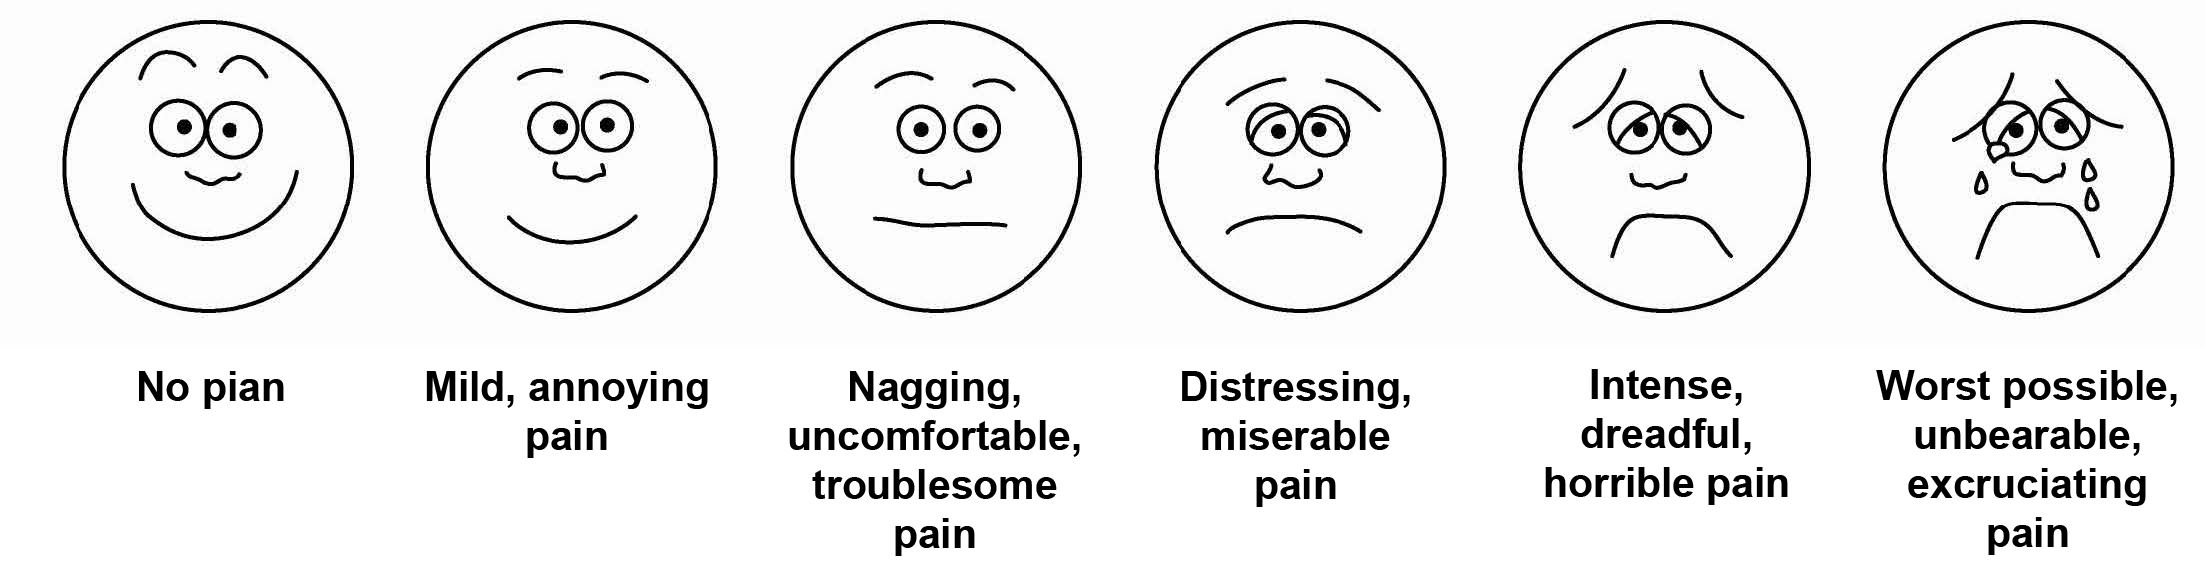 No pian
Mild, annoying
pain
Nagging,
uncomfortable,
troublesome
pain
Distressing,
miserable
pain
Intense,
dreadful,
horrible pain
Worst possible,
unbearable,
excruciating
pain